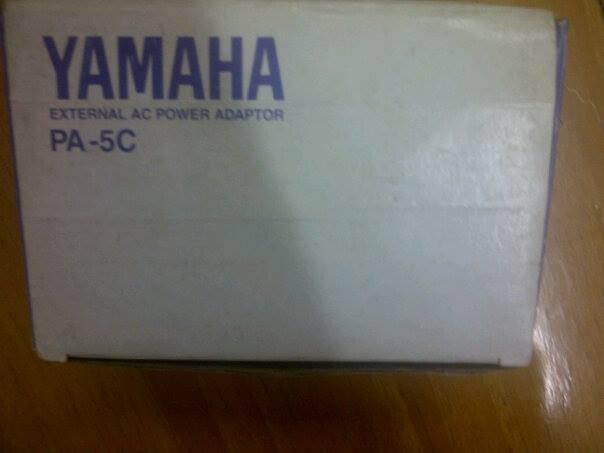 YAMAHA
EXTERNAL AC POWER ADAPTOR
PA-5C